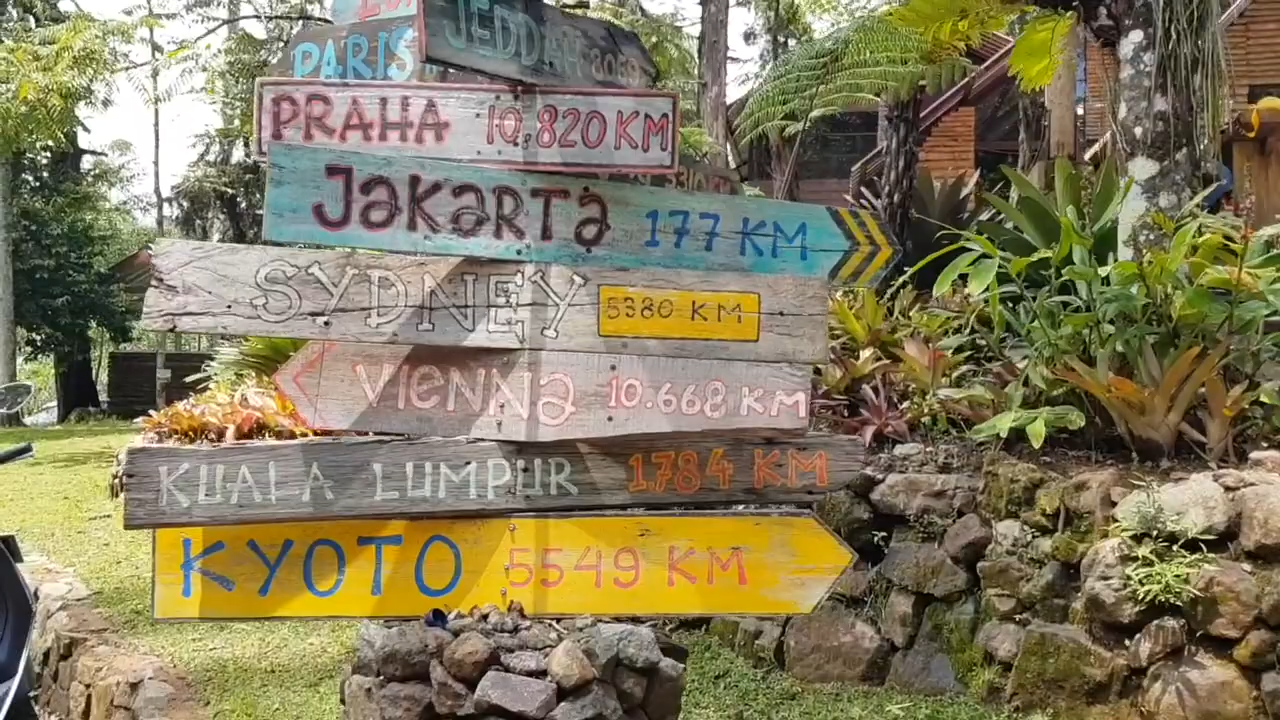 PARIS
JEDDAH 8069
PRAHA 10.820 KM
JaKaRTa 177 KM
SYDNEY 5380 KM
VIeNNa 10.668 KM
KUALA LUMPUR 1784 KM
KYOTO 5549 KM